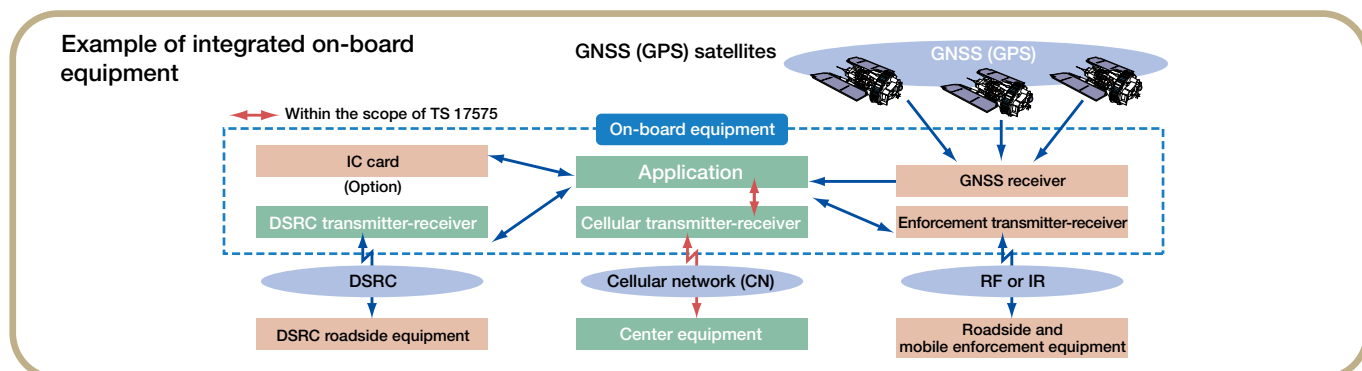 Example of integrated on-board
equipment
GNSS (GPS) satellites
GNSS (GPS)
Within the scope of TS 17575
On-board equipment
IC card
(Option)
Application
GNSS receiver
DSRC transmitter-receiver
Cellular transmitter-receiver
Enforcement transmitter-receiver
DSRC
Cellular network (CN)
RF or IR
DSRC roadside equipment
Center equipment
Roadside and
mobile enforcement equipment